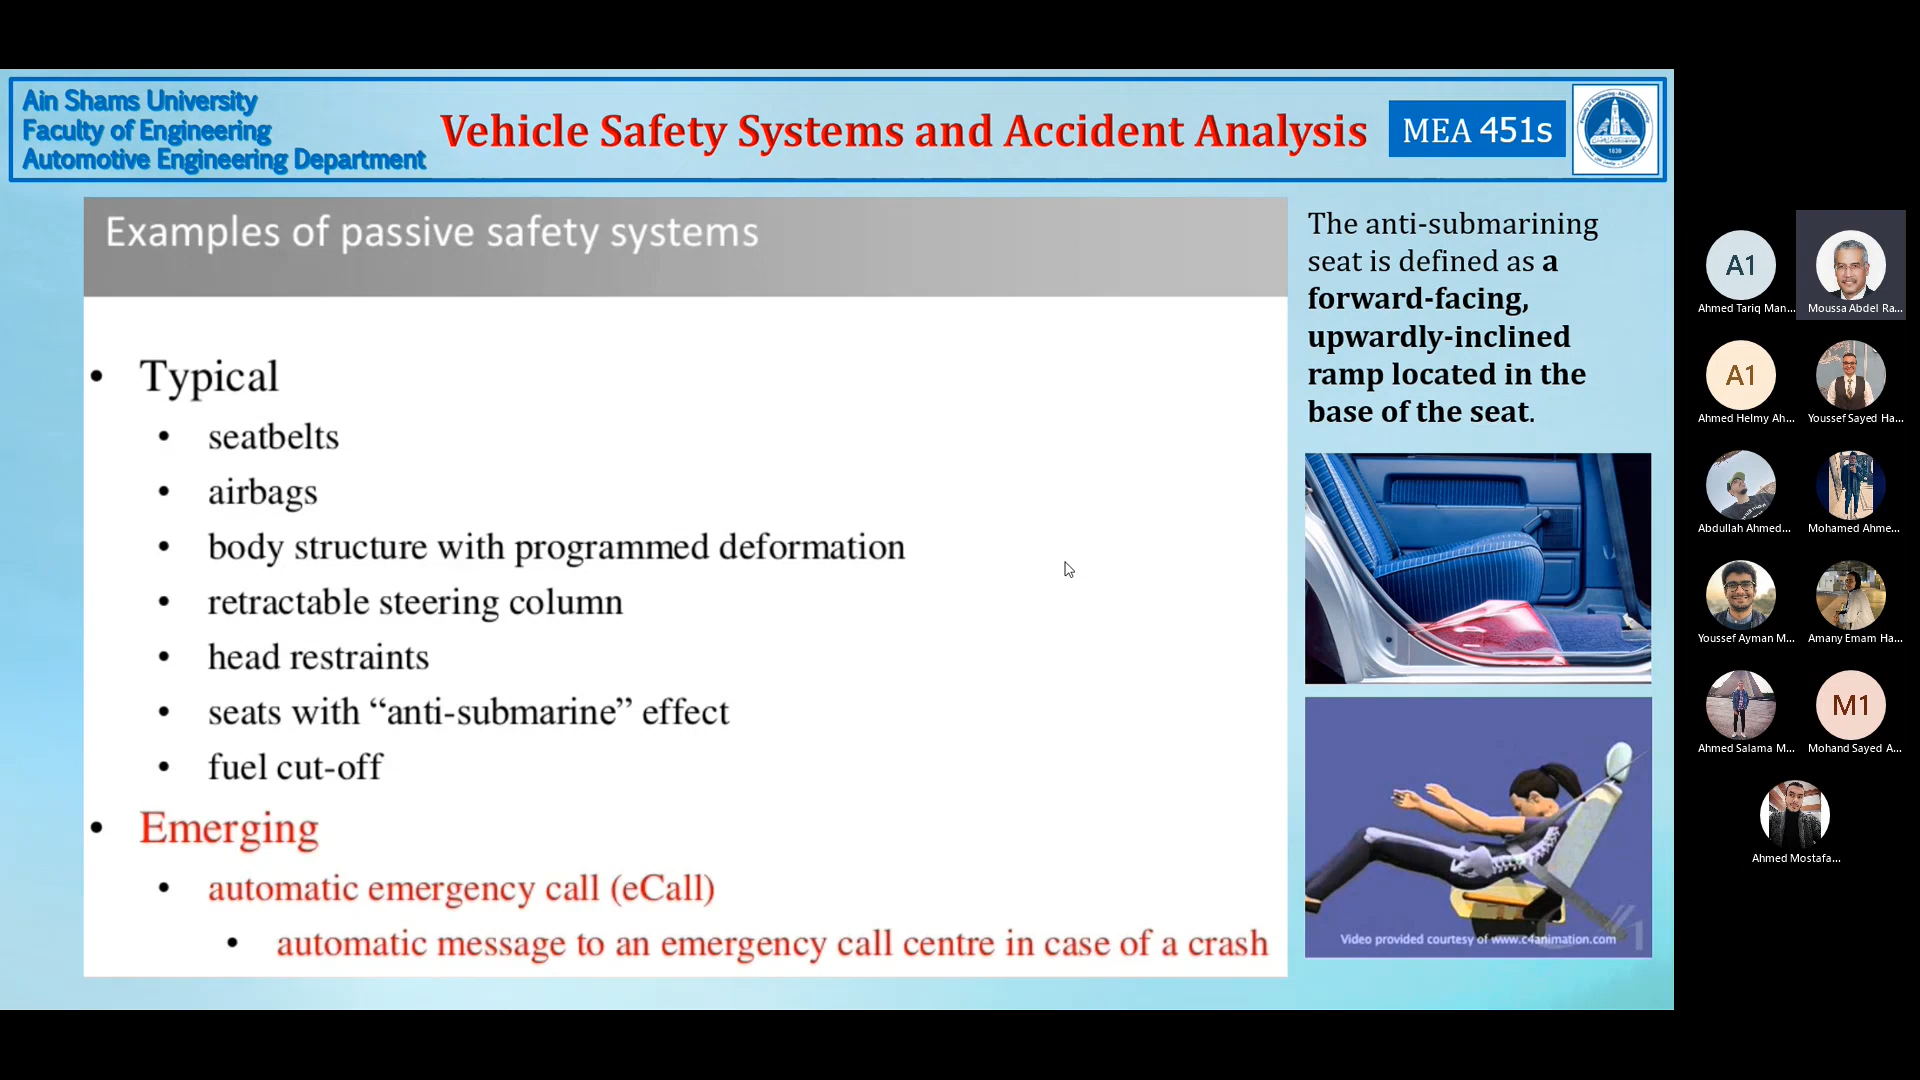 Ain Shams University
Faculty of Engineering
Automotive Engineering Department
Vehicle Safety Systems and Accident Analysis
MEA 451s
1839
Examples of passive safety systems
• Typical
• seatbelts
• airbags
• body structure with programmed deformation
• retractable steering column
• head restraints
• seats with “anti-submarine” effect
• fuel cut-off
• Emerging
• automatic emergency call (eCall)
• automatic message to an emergency call centre in case of a crash
The anti-submarining
seat is defined as a
forward-facing,
upwardly-inclined
ramp located in the
base of the seat.
Video provided courtesy of www.c4animation.com
A1
Ahmed Tariq Man...
Moussa Abdel Ra...
A1
Ahmed Helmy Ah...
Youssef Sayed Ha...
Abdullah Ahmed...
Mohamed Ahme...
Youssef Ayman M...
Amany Emam Ha...
Ahmed Salama M...
M1
Mohand Sayed A...
Ahmed Mostafa...